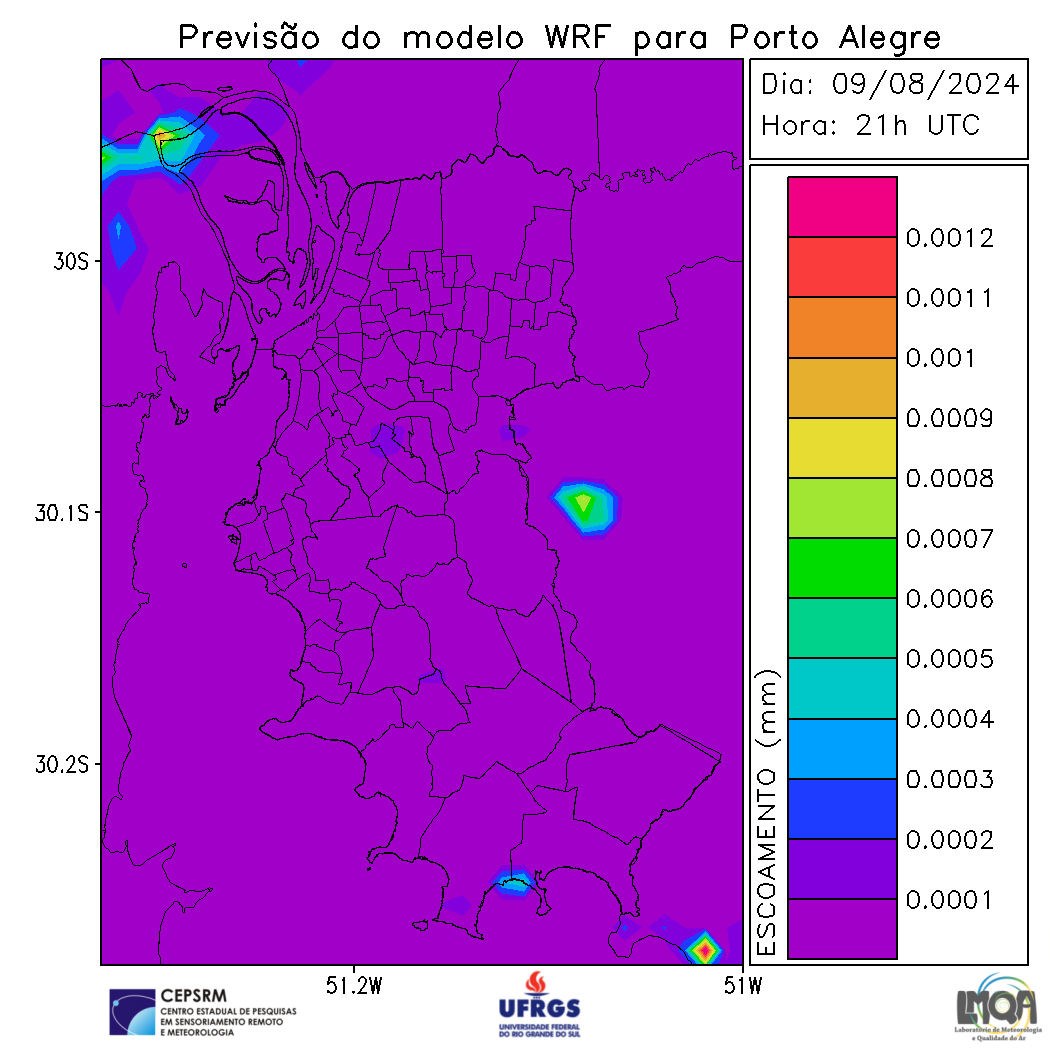 Previsão do modelo WRF para Porto Alegre
Dia: 09/08/2024
Hora: 21h UTC
30S
30.1S
30.2S
51.2W
51W
ESCOAMENTO (mm)
0.0012
0.0011
0.001
0.0009
0.0008
0.0007
0.0006
0.0005
0.0004
0.0003
0.0002
0.0001
CEPSRM
CENTRO ESTADUAL DE PESQUISAS
EM SENSORIAMENTO REMOTO
E METEOROLOGIA
UFRGS
UNIVERSIDADE FEDERAL
DO RIO GRANDE DO SUL
LMQA
Laboratório de Meteorologia
e Qualidade do Ar